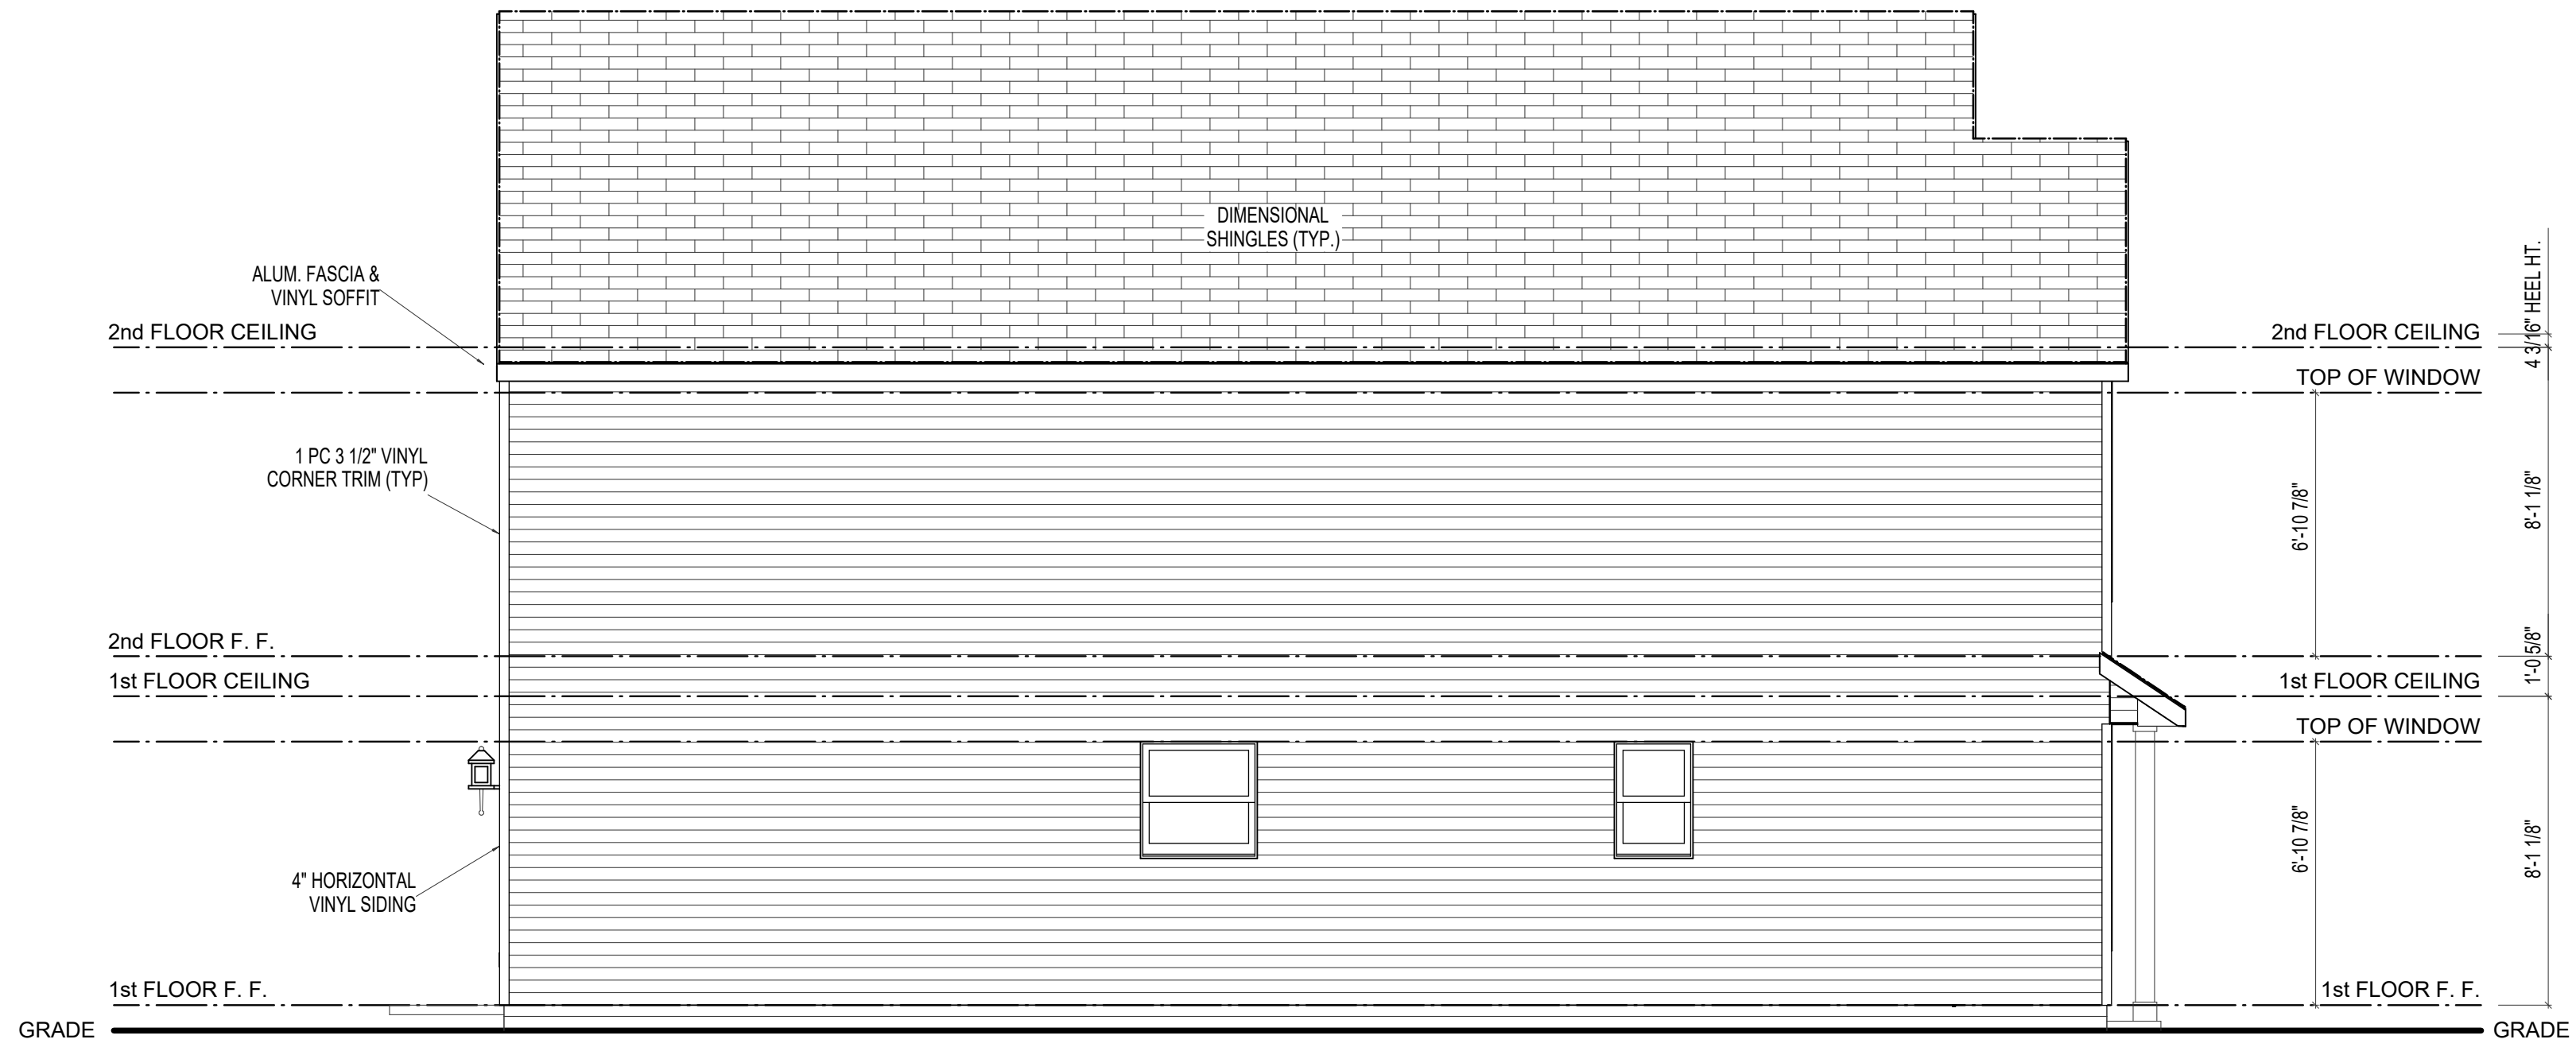 DIMENSIONAL
SHINGLES (TYP.)
ALUM. FASCIA &
VINYL SOFFIT
4 3/16" HEEL HT.
2nd FLOOR CEILING
2nd FLOOR CEILING
TOP OF WINDOW
1 PC 3 1/2" VINYL
CORNER TRIM (TYP)
6'-10 7/8"
8'-1 1/8"
2nd FLOOR F. F.
1'-0 5/8"
1st FLOOR CEILING
1st FLOOR CEILING
TOP OF WINDOW
6'-10 7/8"
8'-1 1/8"
4" HORIZONTAL
VINYL SIDING
1st FLOOR F. F.
1st FLOOR F. F.
GRADE
GRADE